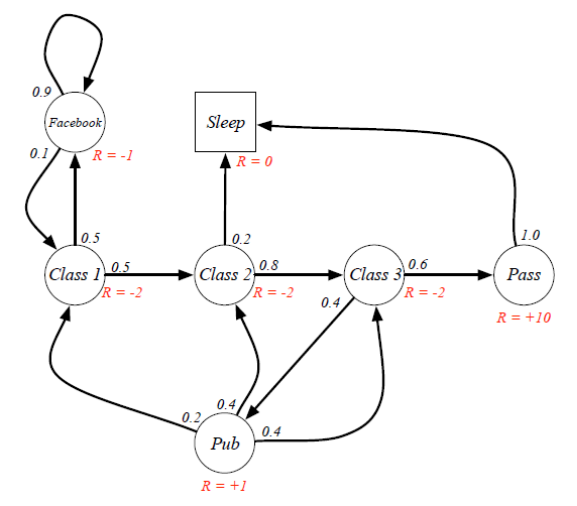 0.9
Facebook
Sleep
0.1
R = -1
R = 0
0.5
0.2
1.0
Class 1
0.5
Class 2
0.8
Class 3
0.6
Pass
R = -2
R = -2
R = -2
0.4
R = +10
0.2
0.4
0.4
Pub
R = +1